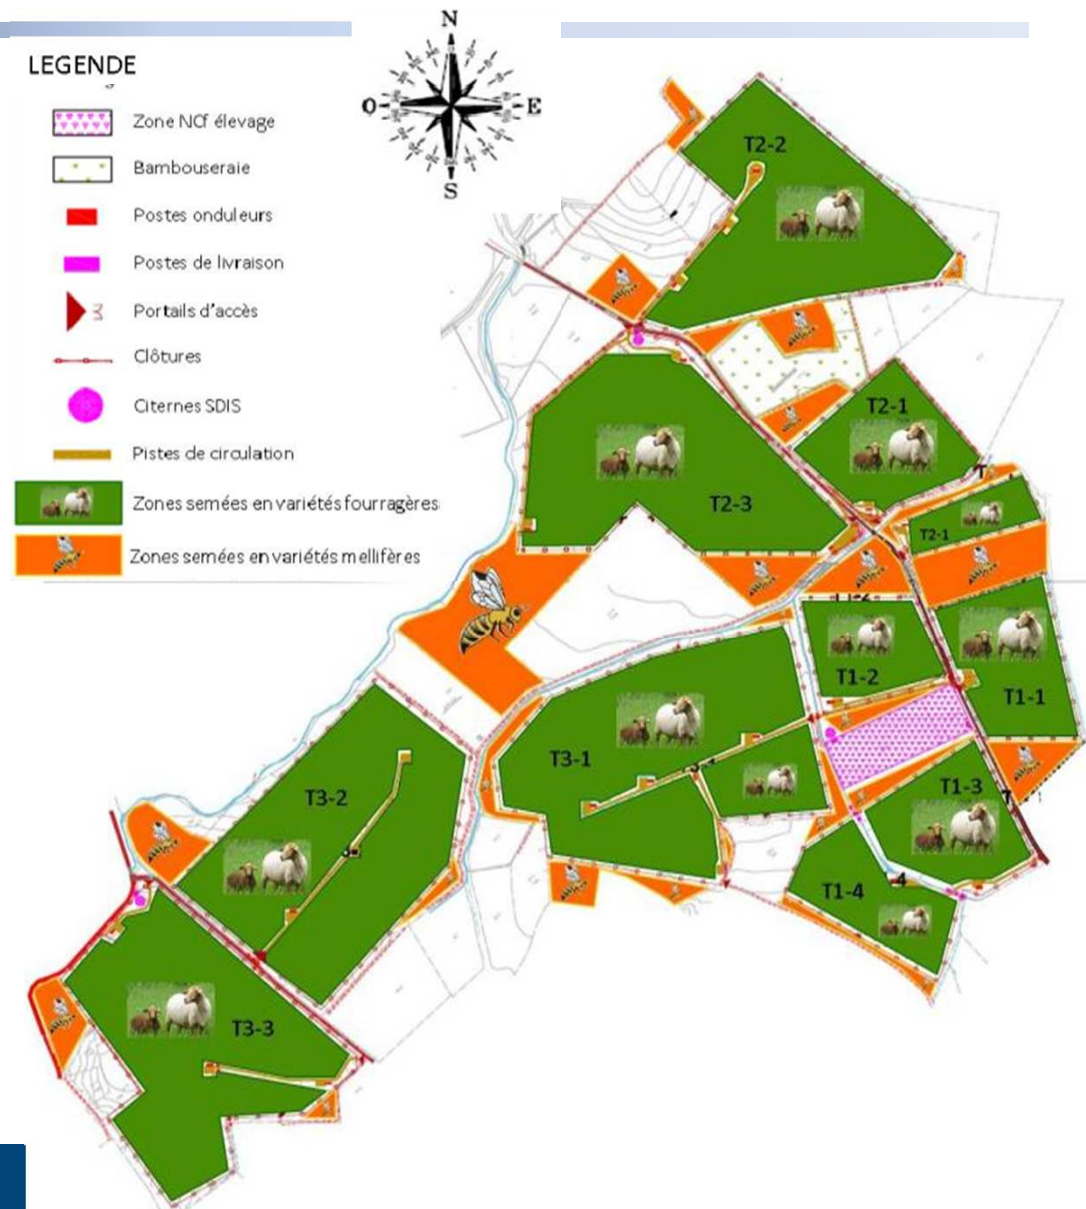 N
O
E
S
LEGENDE
Zone NCf élevage
Bambouseraie
Postes onduleurs
Postes de livraison
Portails d'accès
Clôtures
Citernes SDIS
Pistes de circulation
Zones semées en variétés fourragères
Zones semées en variétés mellifères
T2-2
T2-1
T2-3
T2-1
T1-2
T1-1
T3-1
T1-3
T3-2
T1-4
T3-3